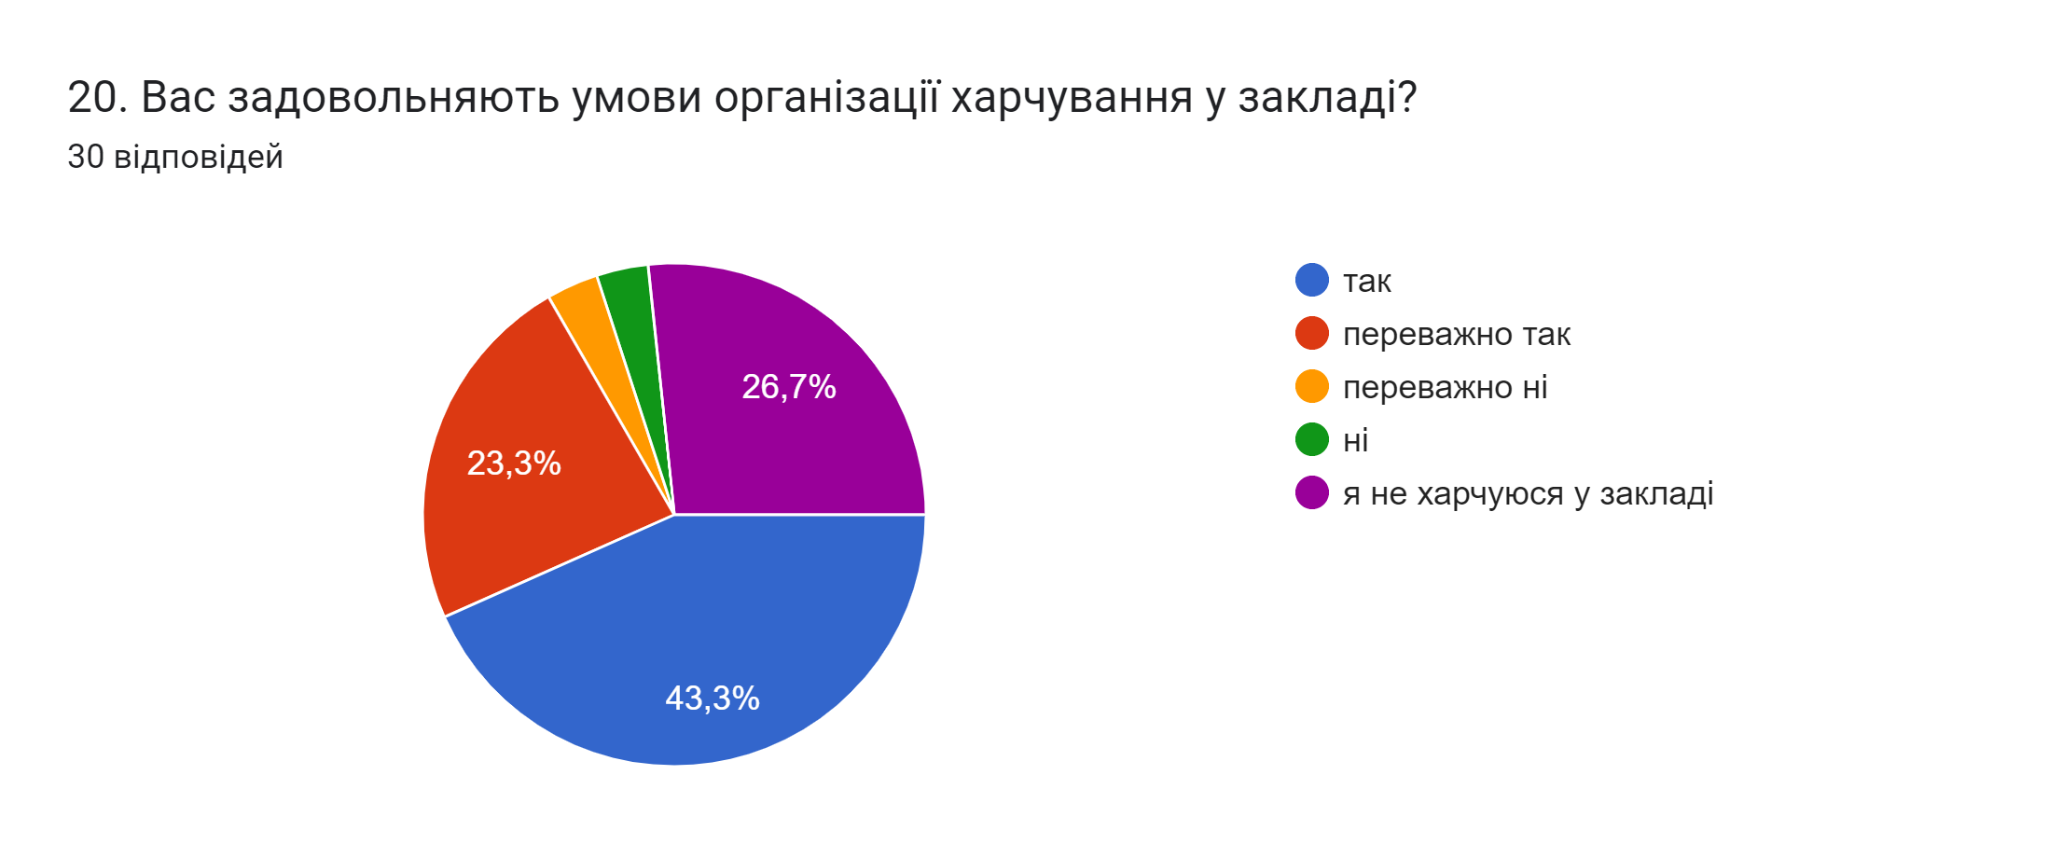 20. Вас задовольняють умови організації харчування у закладі?
30 відповідей
26,7%
23,3%
43,3%
так
переважно так
переважно ні
ні
я не харчуюся у закладі